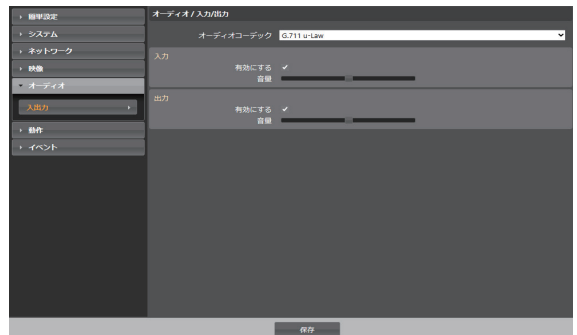 簡単設定
システム
ネットワーク
映像
オーディオ
入出力
動作
イベント
オーディオ / 入力/出力
オーディオコーデック G.711 u-Law
入力
有効にする
音量
出力
有効にする
音量
保存